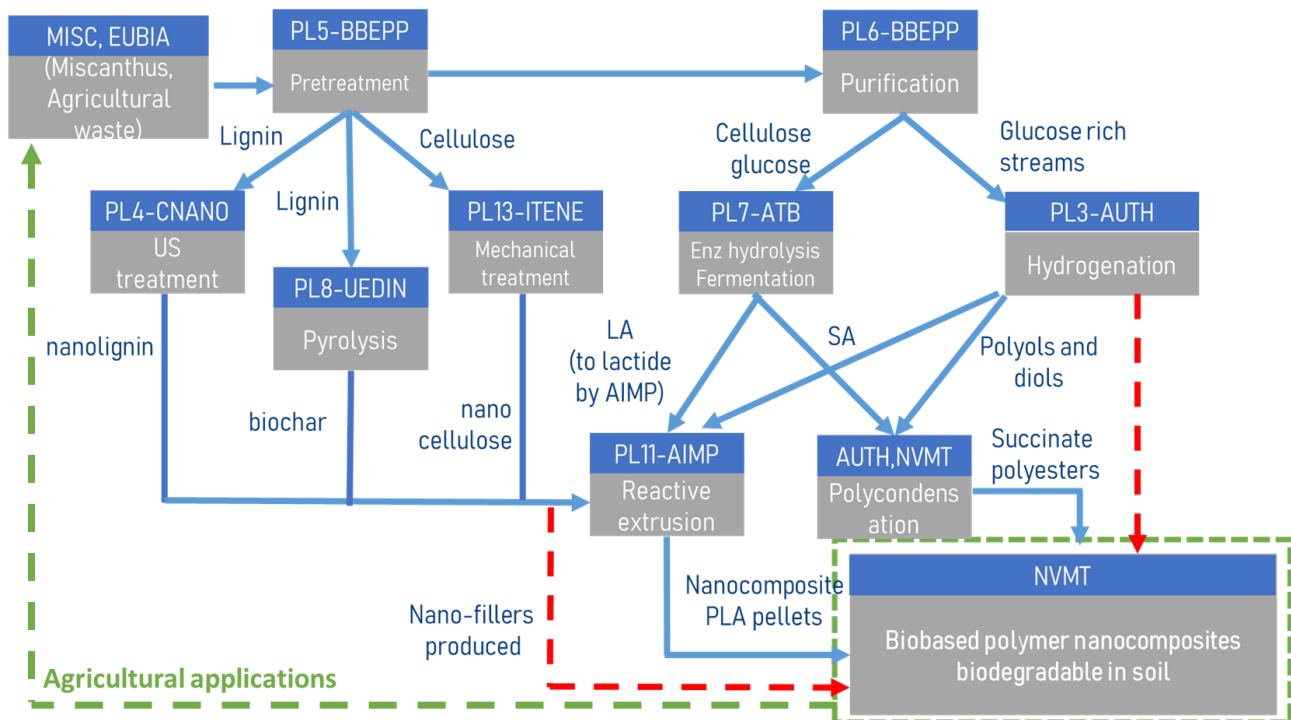 MISC, EUBIA
(Miscanthus,
Agricultural
waste)
PL5-BBEPP
Pretreatment
PL6-BBEPP
Purification
Lignin
Lignin
Cellulose
Cellulose
glucose
Glucose rich
streams
PL4-CNANO
US
treatment
PL8-UEDIN
Pyrolysis
PL13-ITENE
Mechanical
treatment
PL7-ATB
Enz hydrolysis
Fermentation
PL3-AUTH
Hydrogenation
nanolignin
biochar
nano
cellulose
LA
(to lactide
by AIMP)
SA
Polyols and
diols
PL11-AIMP
Reactive
extrusion
AUTH,NVMT
Polycondens
ation
Succinate
polyesters
Nano-fillers
produced
Nanocomposite
PLA pellets
NVMT
Biobased polymer nanocomposites
biodegradable in soil
Agricultural applications